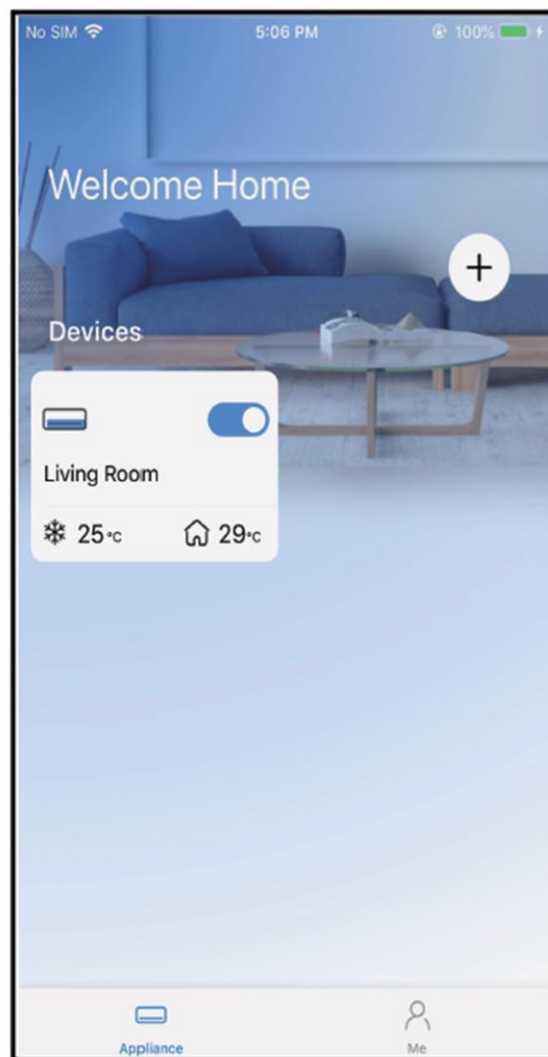 No SIM 5:06 PM 100%
Welcome Home
+
Devices
Living Room
25°C 29°C
Appliance Me